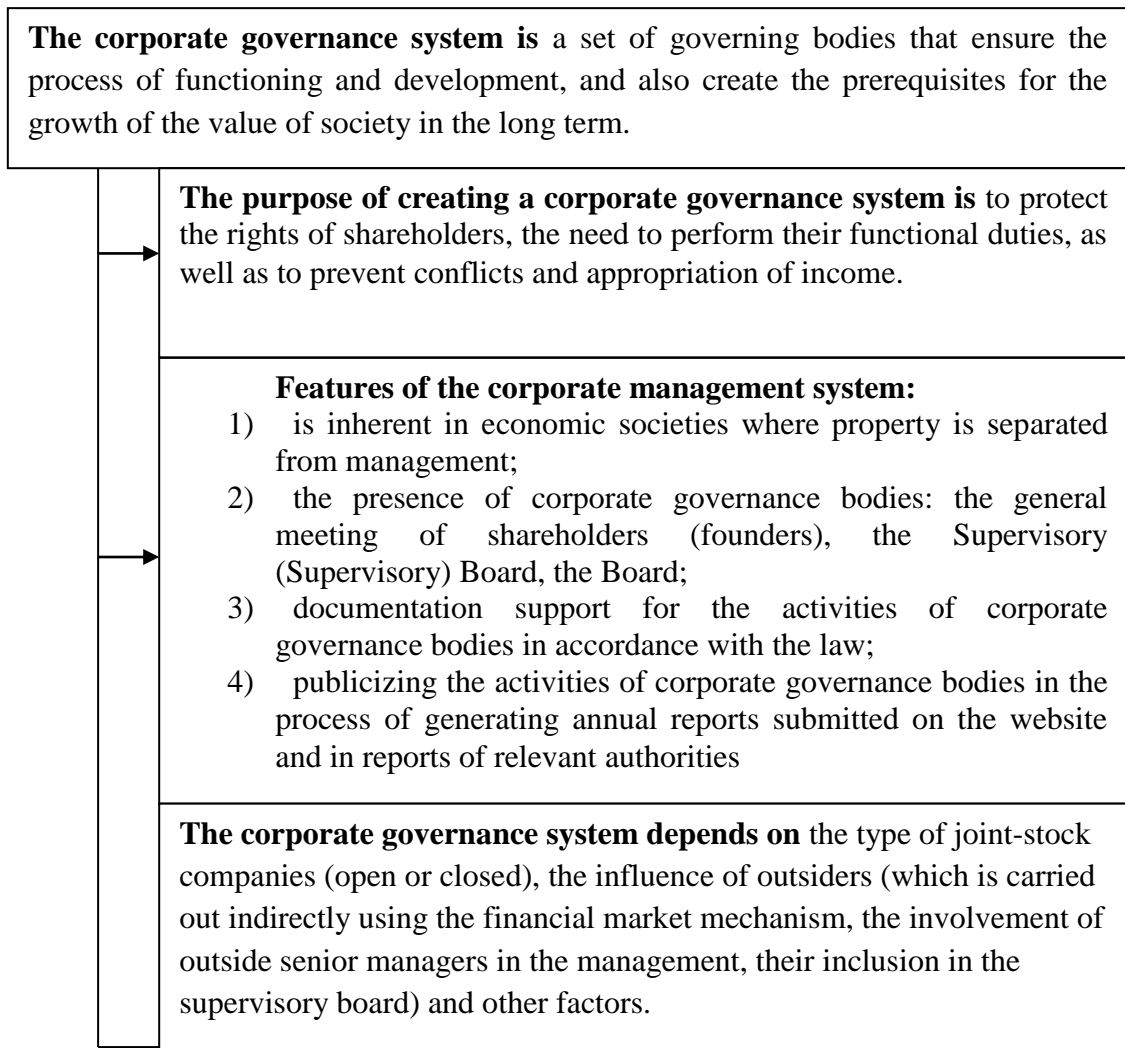 The corporate governance system is a set of governing bodies that ensure the
process of functioning and development, and also create the prerequisites for the
growth of the value of society in the long term.
The purpose of creating a corporate governance system is to protect
the rights of shareholders, the need to perform their functional duties, as
well as to prevent conflicts and appropriation of income.
Features of the corporate management system:
1) is inherent in economic societies where property is separated
from management;
2) the presence of corporate governance bodies: the general
meeting of shareholders (founders), the Supervisory
(Supervisory) Board, the Board;
3) documentation support for the activities of corporate
governance bodies in accordance with the law;
4) publicizing the activities of corporate governance bodies in the
process of generating annual reports submitted on the website
and in reports of relevant authorities
The corporate governance system depends on the type of joint-stock
companies (open or closed), the influence of outsiders (which is carried
out indirectly using the financial market mechanism, the involvement of
outside senior managers in the management, their inclusion in the
supervisory board) and other factors.